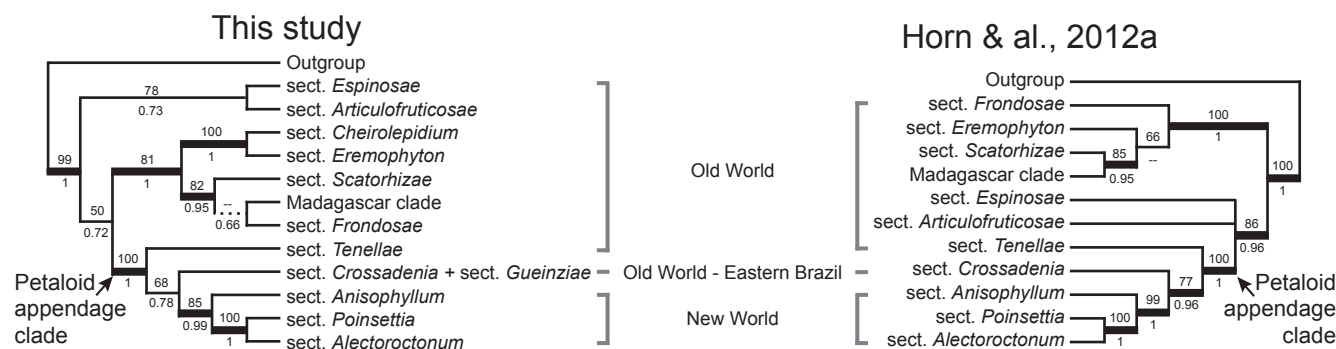 This study
Horn & al., 2012a
Outgroup
sect. Espinosae
sect. Articulofruticosae
sect. Cheirolepidium
sect. Eremophyton
sect. Scatorhizae
Madagascar clade
sect. Frondosae
sect. Tenellae
sect. Crossadenia + sect. Gueinziae
sect. Anisophyllum
sect. Poinsettia
sect. Alectoroctonum
99
1
78
0.73
50
0.72
81
1
100
1
82
0.95
--
0.66
100
1
68
0.78
85
0.99
100
1
Petaloid
appendage
clade
Old World
Old World - Eastern Brazil
New World
Outgroup
sect. Frondosae
sect. Eremophyton
sect. Scatorhizae
Madagascar clade
sect. Espinosae
sect. Articulofruticosae
sect. Tenellae
sect. Crossadenia
sect. Anisophyllum
sect. Poinsettia
sect. Alectoroctonum
100
1
66
--
85
0.95
100
1
86
0.96
100
1
77
0.96
99
1
100
1
Petaloid
appendage
clade